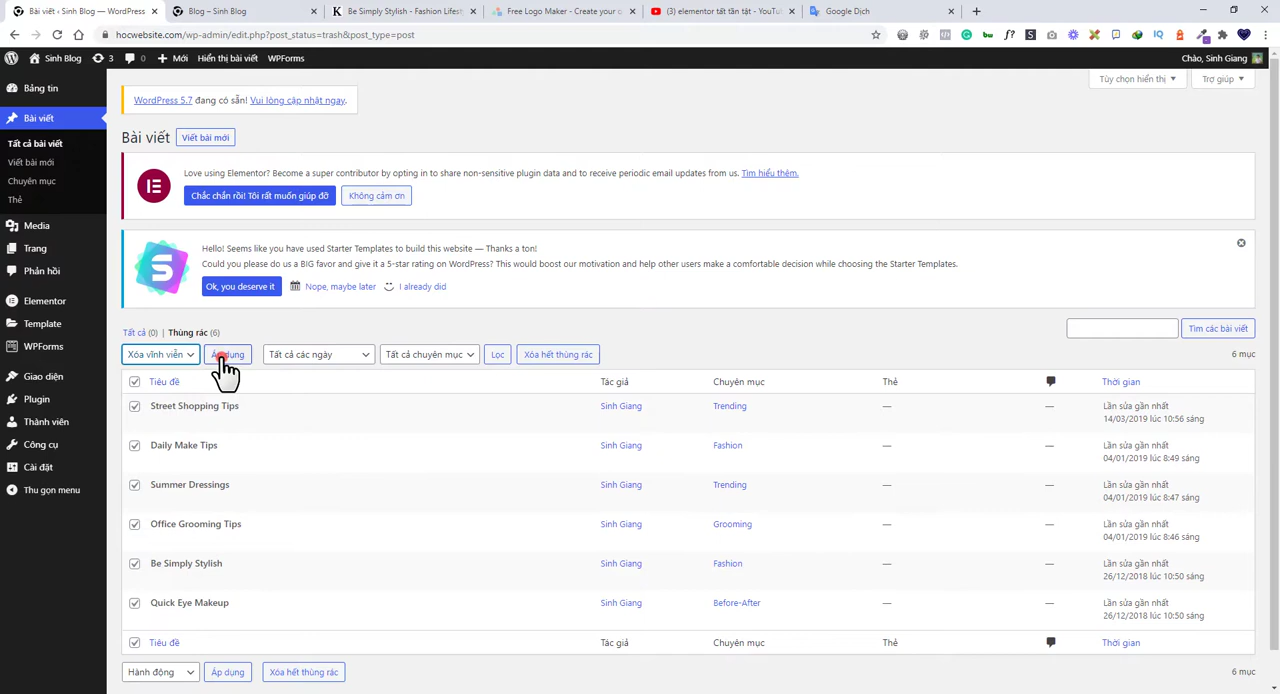 Bài viết ‹ Sinh Blog — WordPress
Blog – Sinh Blog
Be Simply Stylish - Fashion Lifest
Free Logo Maker - Create your o
(3) elementor tất tần tật - YouTu
Google Dịch
hocwebsite.com/wp-admin/edit.php?post_status=trash&post_type=post
Sinh Blog
3
0
Mới
Hiển thị bài viết
WPForms
Chào, Sinh Giang
Bảng tin
Bài viết
Tất cả bài viết
Viết bài mới
Chuyên mục
Thẻ
Media
Trang
Phản hồi
Elementor
Template
WPForms
Giao diện
Plugin
Thành viên
Công cụ
Cài đặt
Thu gọn menu
Tùy chọn hiển thị
Trợ giúp
WordPress 5.7 đang có sẵn! Vui lòng cập nhật ngay.
Bài viết
Viết bài mới
Love using Elementor? Become a super contributor by opting in to share non-sensitive plugin data and to receive periodic email updates from us. Tìm hiểu thêm.
Chắc chắn rồi! Tôi rất muốn giúp đỡ
Không cảm ơn
Hello! Seems like you have used Starter Templates to build this website — Thanks a ton!
Could you please do us a BIG favor and give it a 5-star rating on WordPress? This would boost our motivation and help other users make a comfortable decision while choosing the Starter Templates.
Ok, you deserve it
Nope, maybe later
I already did
Tất cả (0) | Thùng rác (6)
Tìm các bài viết
Xóa vĩnh viễn
Áp dụng
Tất cả các ngày
Tất cả chuyên mục
Lọc
Xóa hết thùng rác
6 mục
Tiêu đề
Tác giả
Chuyên mục
Thẻ
Thời gian
Street Shopping Tips
Sinh Giang
Trending
—
—
Lần sửa gần nhất
14/03/2019 lúc 10:56 sáng
Daily Make Tips
Sinh Giang
Fashion
—
—
Lần sửa gần nhất
04/01/2019 lúc 8:49 sáng
Summer Dressings
Sinh Giang
Trending
—
—
Lần sửa gần nhất
04/01/2019 lúc 8:47 sáng
Office Grooming Tips
Sinh Giang
Grooming
—
—
Lần sửa gần nhất
04/01/2019 lúc 8:46 sáng
Be Simply Stylish
Sinh Giang
Fashion
—
—
Lần sửa gần nhất
26/12/2018 lúc 10:50 sáng
Quick Eye Makeup
Sinh Giang
Before-After
—
—
Lần sửa gần nhất
26/12/2018 lúc 10:50 sáng
Tiêu đề
Tác giả
Chuyên mục
Thẻ
Thời gian
Hành động
Áp dụng
Xóa hết thùng rác
6 mục